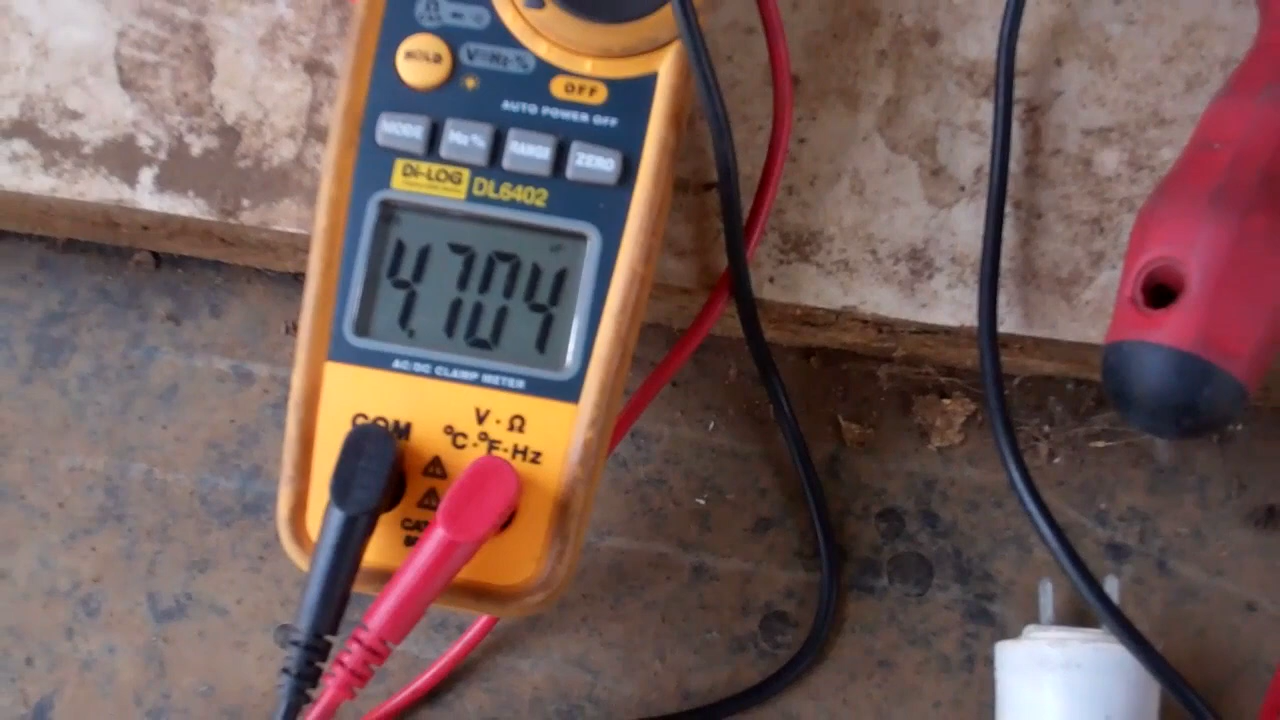 HOLD
V Hz %
OFF
AUTO POWER OFF
MODE Hz % RANGE ZERO
Di-LOG DL6402
4.704
AC/DC CLAMP METER
COM V·Ω
°C·°F·Hz